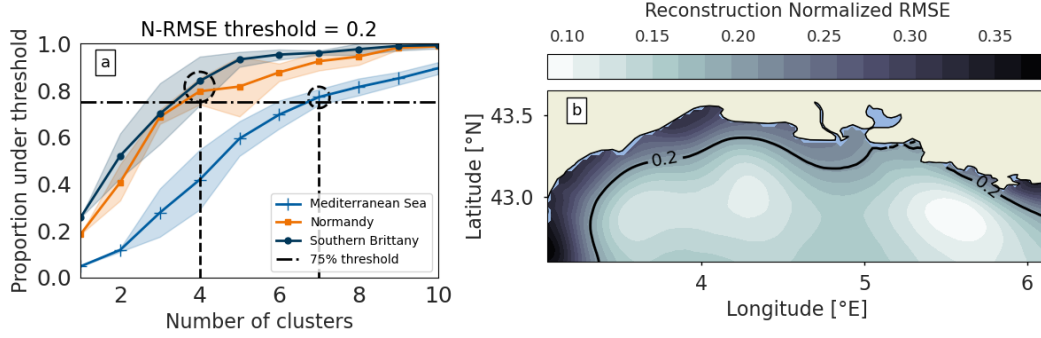 N-RMSE threshold = 0.2
a
Proportion under threshold
1.0
0.8
0.6
0.4
0.2
0.0
Mediterranean Sea
Normandy
Southern Brittany
75% threshold
2 4 6 8 10
Number of clusters
Reconstruction Normalized RMSE
0.10 0.15 0.20 0.25 0.30 0.35
b
Latitude [°N]
43.5
43.0
0.2
0.2
4 5 6
Longitude [°E]